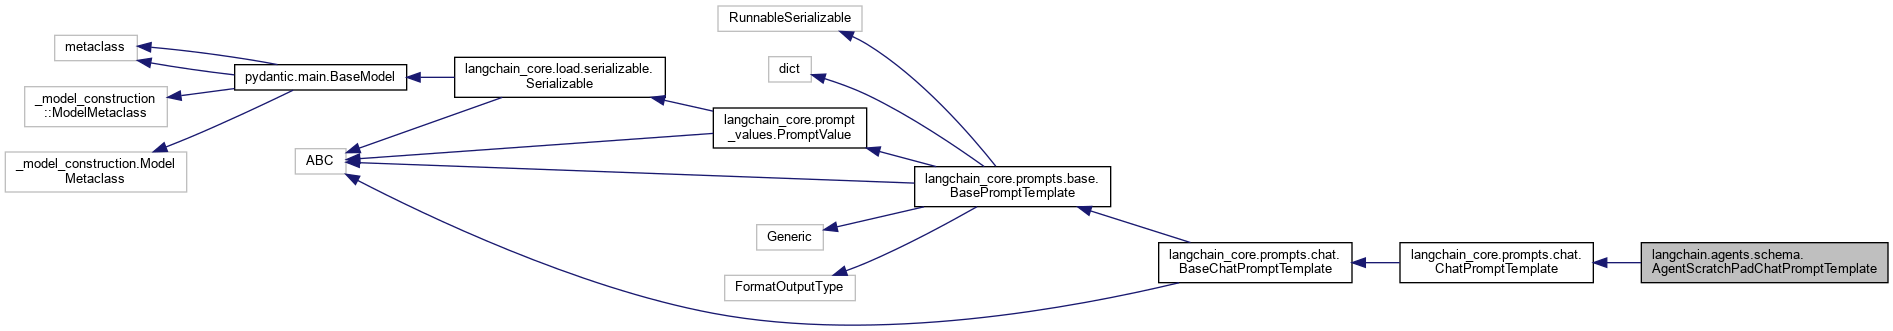 RunnableSerializable
metaclass
dict
langchain_core.load.serializable.
Serializable
pydantic.main.BaseModel
_model_construction
::ModelMetaclass
langchain_core.prompt
_values.PromptValue
ABC
_model_construction.Model
Metaclass
langchain_core.prompts.base.
BasePromptTemplate
Generic
langchain_core.prompts.chat.
BaseChatPromptTemplate
langchain_core.prompts.chat.
ChatPromptTemplate
langchain.agents.schema.
AgentScratchPadChatPromptTemplate
FormatOutputType